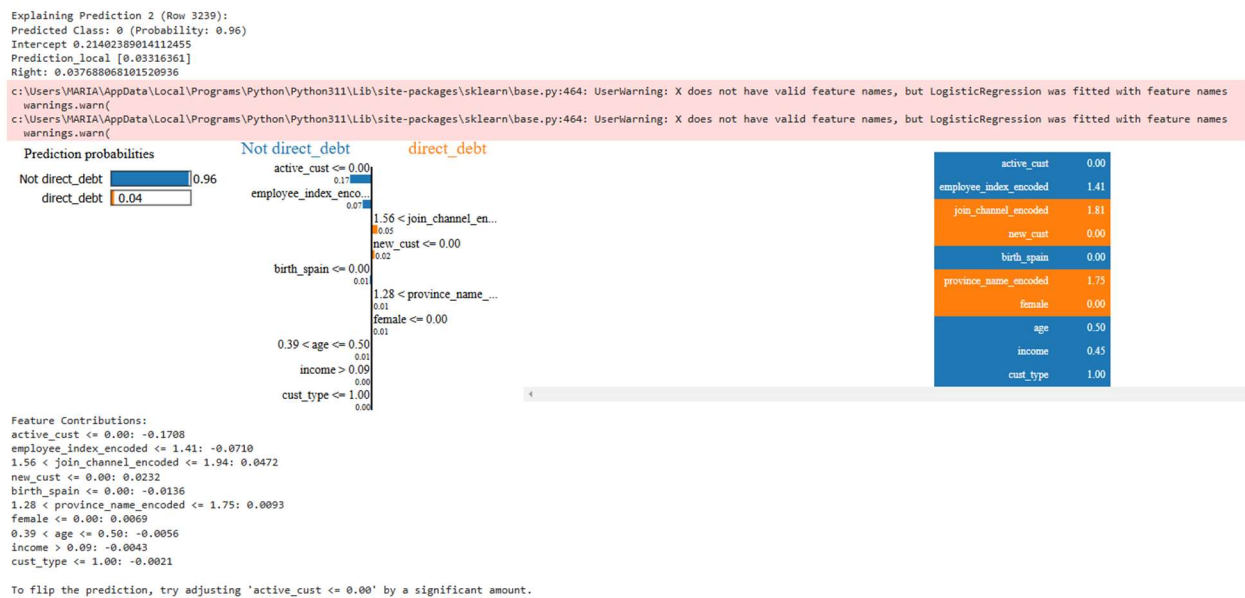 Explaining Prediction 2 (Row 3239):
Predicted Class: 0 (Probability: 0.96)
Intercept 0.21402389014112455
Prediction_local [0.03316361]
Right: 0.037688068101520936
c:\Users\MARIA\AppData\Local\Programs\Python\Python311\Lib\site-packages\sklearn\base.py:464: UserWarning: X does not have valid feature names, but LogisticRegression was fitted with feature names
warnings.warn(
c:\Users\MARIA\AppData\Local\Programs\Python\Python311\Lib\site-packages\sklearn\base.py:464: UserWarning: X does not have valid feature names, but LogisticRegression was fitted with feature names
warnings.warn(
Prediction probabilities
Not direct_debt 0.96
direct_debt 0.04
Not direct_debt direct_debt
active_cust <= 0.00
0.17
employee_index_enco...
0.07
1.56 < join_channel_en...
0.05
new_cust <= 0.00
0.02
birth_spain <= 0.00
0.01
1.28 < province_name_...
0.01
female <= 0.00
0.01
0.39 < age <= 0.50
0.01
income > 0.09
0.00
cust_type <= 1.00
0.00
active_cust 0.00
employee_index_encoded 1.41
join_channel_encoded 1.81
new_cust 0.00
birth_spain 0.00
province_name_encoded 1.75
female 0.00
age 0.50
income 0.45
cust_type 1.00
Feature Contributions:
active_cust <= 0.00: -0.1708
employee_index_encoded <= 1.41: -0.0710
1.56 < join_channel_encoded <= 1.94: 0.0472
new_cust <= 0.00: 0.0232
birth_spain <= 0.00: -0.0136
1.28 < province_name_encoded <= 1.75: 0.0093
female <= 0.00: 0.0069
0.39 < age <= 0.50: -0.0056
income > 0.09: -0.0043
cust_type <= 1.00: -0.0021
To flip the prediction, try adjusting 'active_cust <= 0.00' by a significant amount.